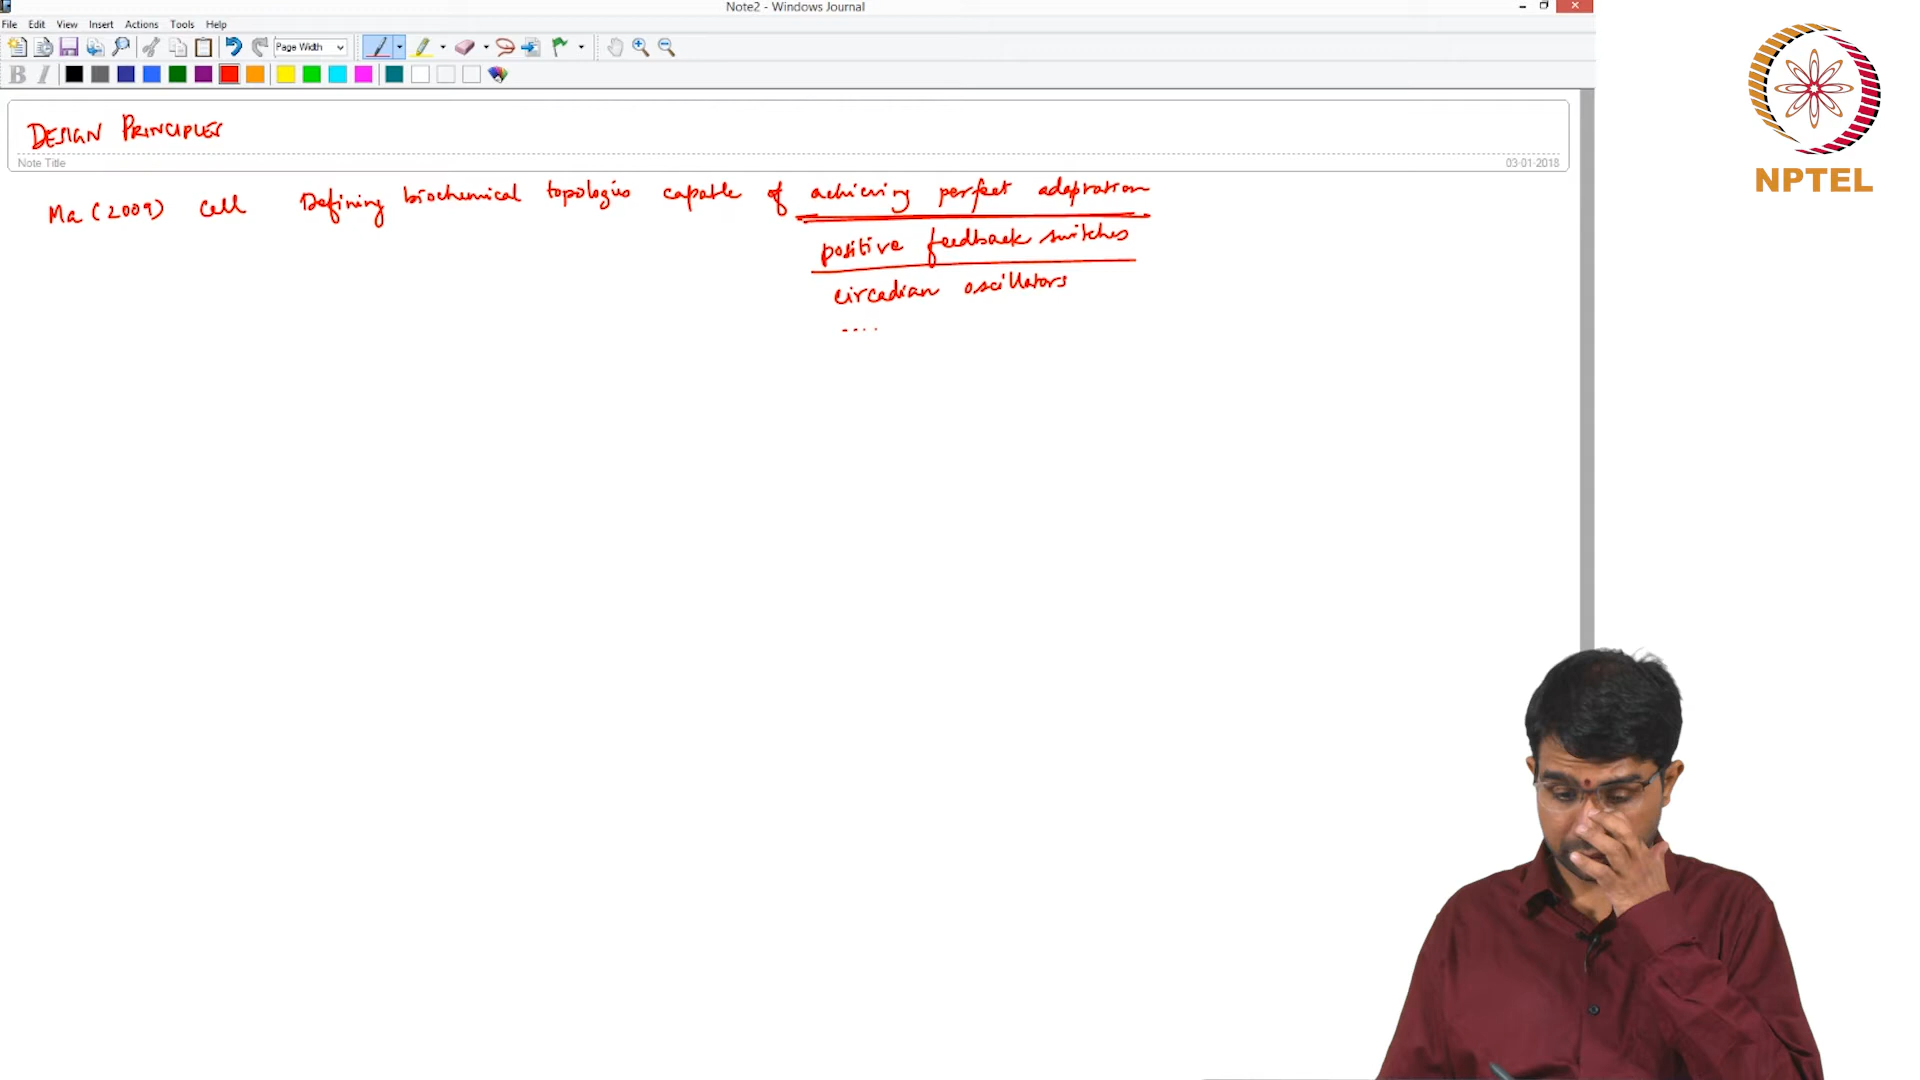 Note2 - Windows Journal
File Edit View Insert Actions Tools Help
Page Width
B I
DESIGN PRINCIPLES
Note Title
03-01-2018
NPTEL
Ma (2009) Cell Defining biochemical topologies capable of achieving perfect adaptation
positive feedback switches
circadian oscillators
.....